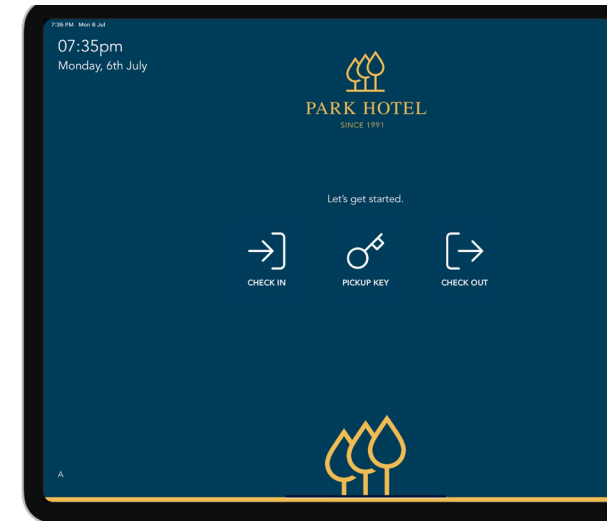 7:35 PM Mon 6 Jul
07:35pm
Monday, 6th July
PARK HOTEL
SINCE 1991
Let's get started.
CHECK IN
PICKUP KEY
CHECK OUT
A